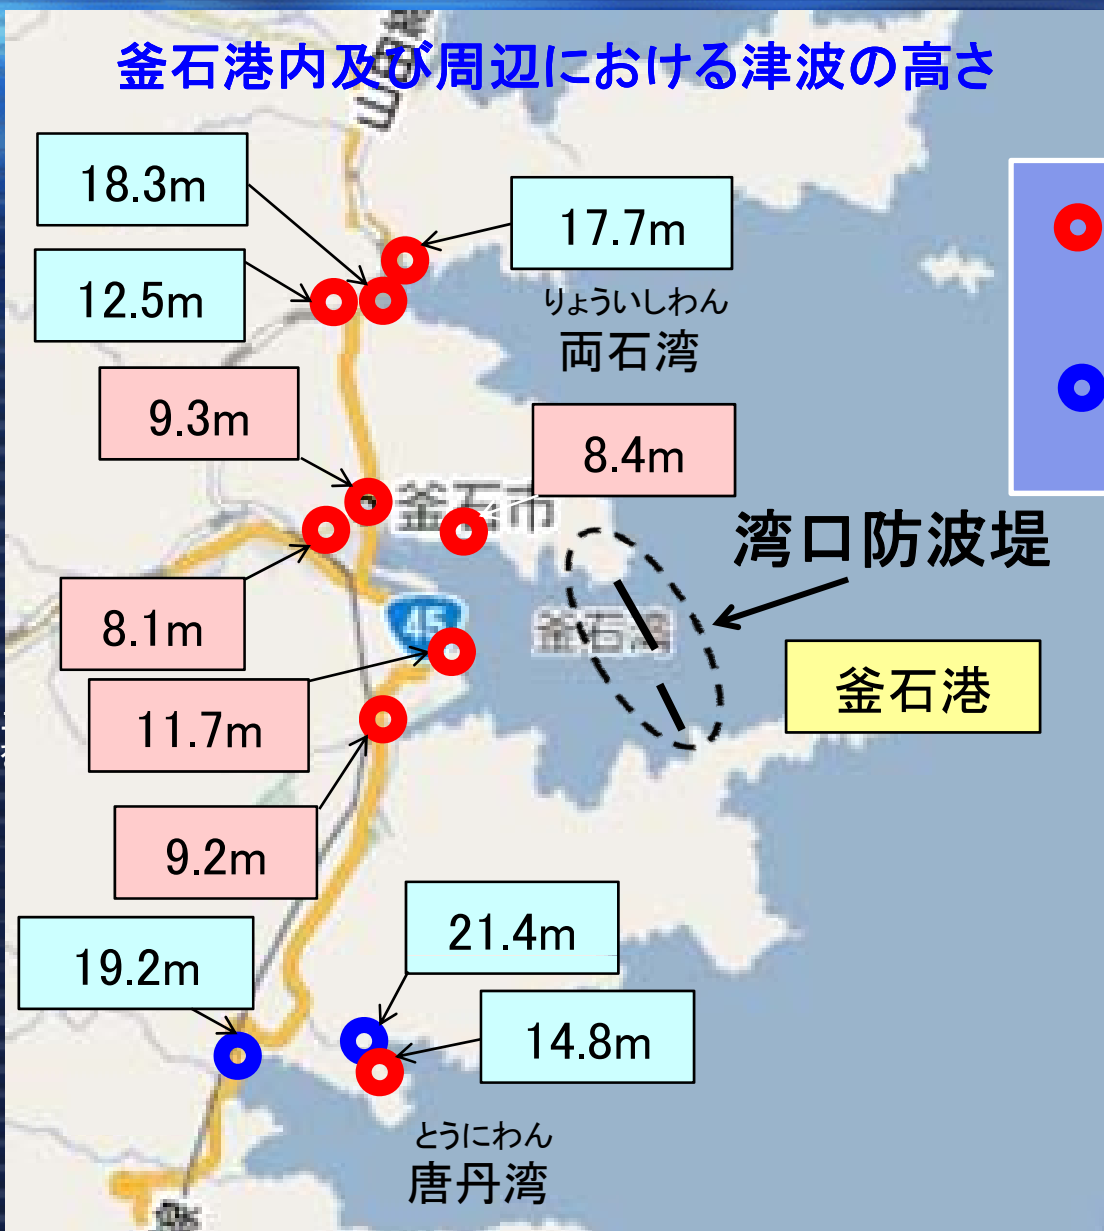 釜石港内及び周辺における津波の高さ
18.3m
17.7m
12.5m
りょういしわん
両石湾
9.3m
8.4m
釜石市
湾口防波堤
8.1m
45
釜石湾
釜石港
11.7m
9.2m
21.4m
19.2m
14.8m
とうにわん
唐丹湾